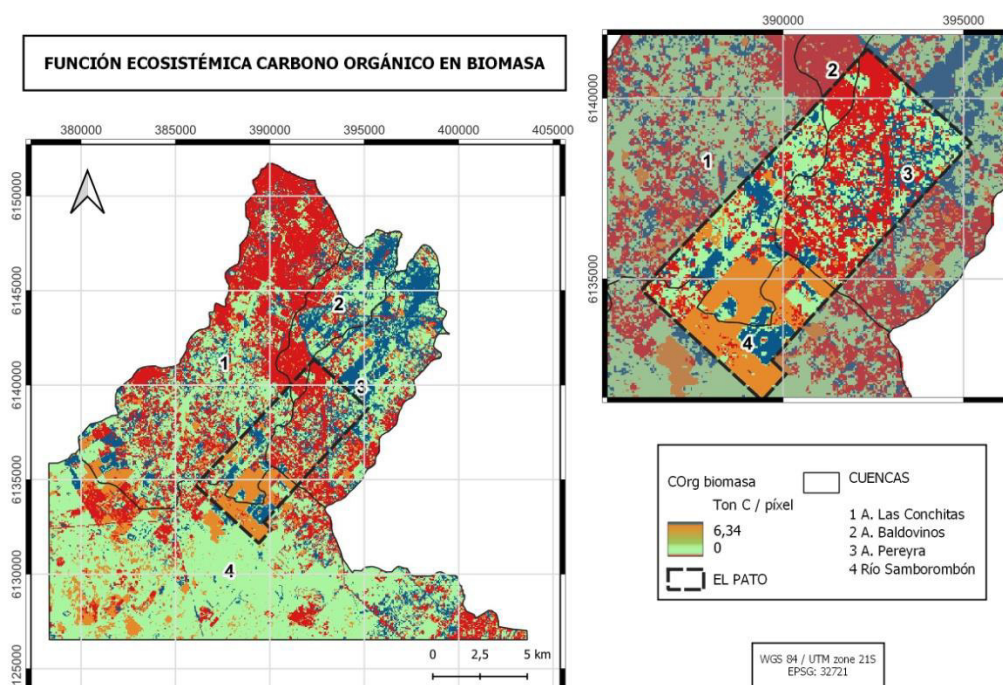 FUNCIÓN ECOSISTÉMICA CARBONO ORGÁNICO EN BIOMASA
380000 385000 390000 395000 400000 405000
6150000
6145000
6140000
6135000
6130000
6125000
1
2
3
4
0 2,5 5 km
390000 395000
6140000
6135000
2
1
3
4
COrg biomasa
Ton C / píxel
6,34
0
EL PATO
CUENCAS
1 A. Las Conchitas
2 A. Baldovinos
3 A. Pereyra
4 Río Samborombón
WGS 84 / UTM zone 21S
EPSG: 32721